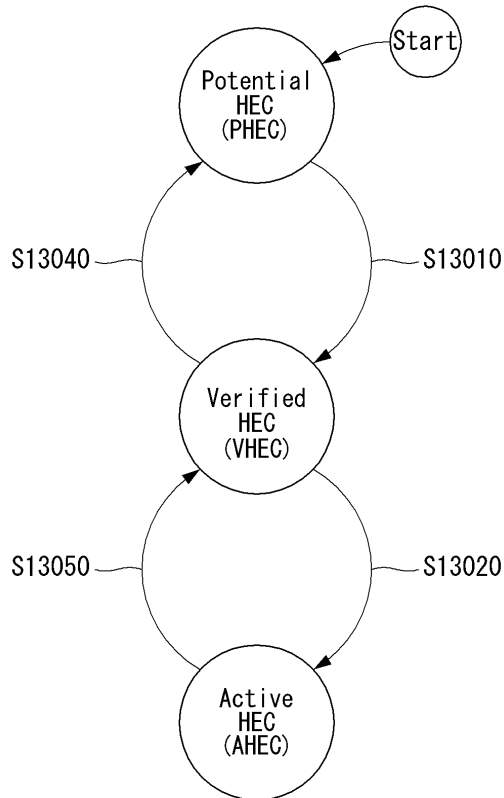 Start
Potential
HEC
(PHEC)
S13040
S13010
Verified
HEC
(VHEC)
S13050
S13020
Active
HEC
(AHEC)